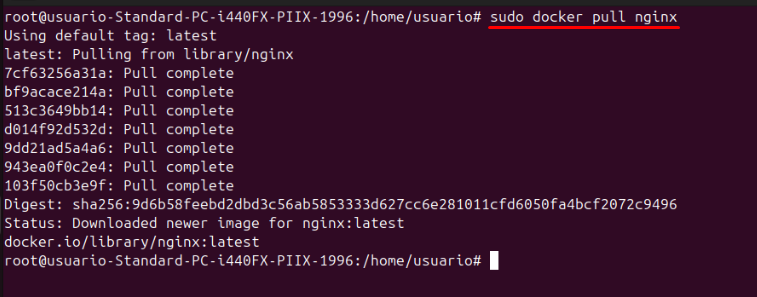 root@usuario-Standard-PC-i440FX-PIIX-1996:/home/usuario# sudo docker pull nginx
Using default tag: latest
latest: Pulling from library/nginx
7cf63256a31a: Pull complete
bf9acace214a: Pull complete
513c3649bb14: Pull complete
d014f92d532d: Pull complete
9dd21ad5a4a6: Pull complete
943ea0f0c2e4: Pull complete
103f50cb3e9f: Pull complete
Digest: sha256:9d6b58feebd2dbd3c56ab5853333d627cc6e281011cfd6050fa4bcf2072c9496
Status: Downloaded newer image for nginx:latest
docker.io/library/nginx:latest
root@usuario-Standard-PC-i440FX-PIIX-1996:/home/usuario#